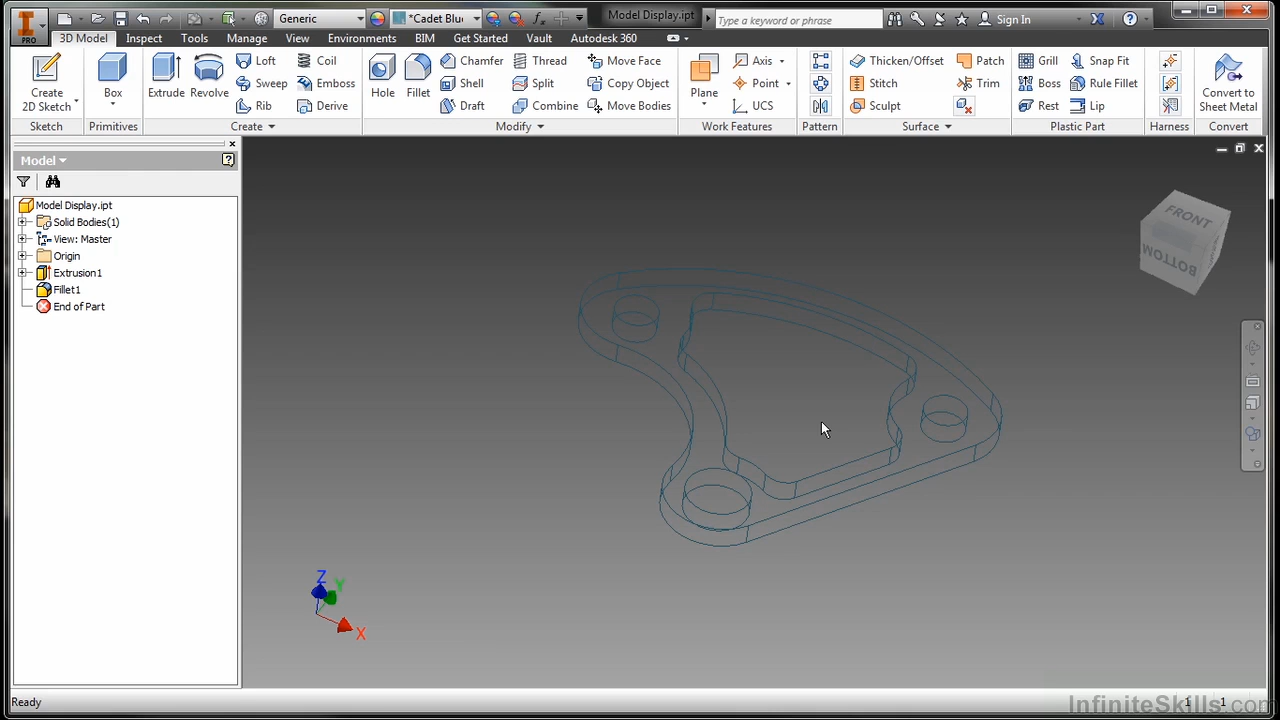 Generic
*Cadet Blue
Model Display.ipt
Type a keyword or phrase
Sign In
PRO
3D Model
Inspect
Tools
Manage
View
Environments
BIM
Get Started
Vault
Autodesk 360
Create
2D Sketch
Box
Extrude
Revolve
Loft
Sweep
Rib
Coil
Emboss
Derive
Hole
Fillet
Chamfer
Shell
Draft
Thread
Split
Combine
Move Face
Copy Object
Move Bodies
Plane
Axis
Point
UCS
Thicken/Offset
Stitch
Sculpt
Patch
Trim
Grill
Boss
Rest
Snap Fit
Rule Fillet
Lip
Convert to
Sheet Metal
Sketch
Primitives
Create
Modify
Work Features
Pattern
Surface
Plastic Part
Harness
Convert
Model
Model Display.ipt
Solid Bodies(1)
View: Master
Origin
Extrusion1
Fillet1
End of Part
FRONT
BOTTOM
Z
Y
X
Ready
1
1
InfiniteSkills.com